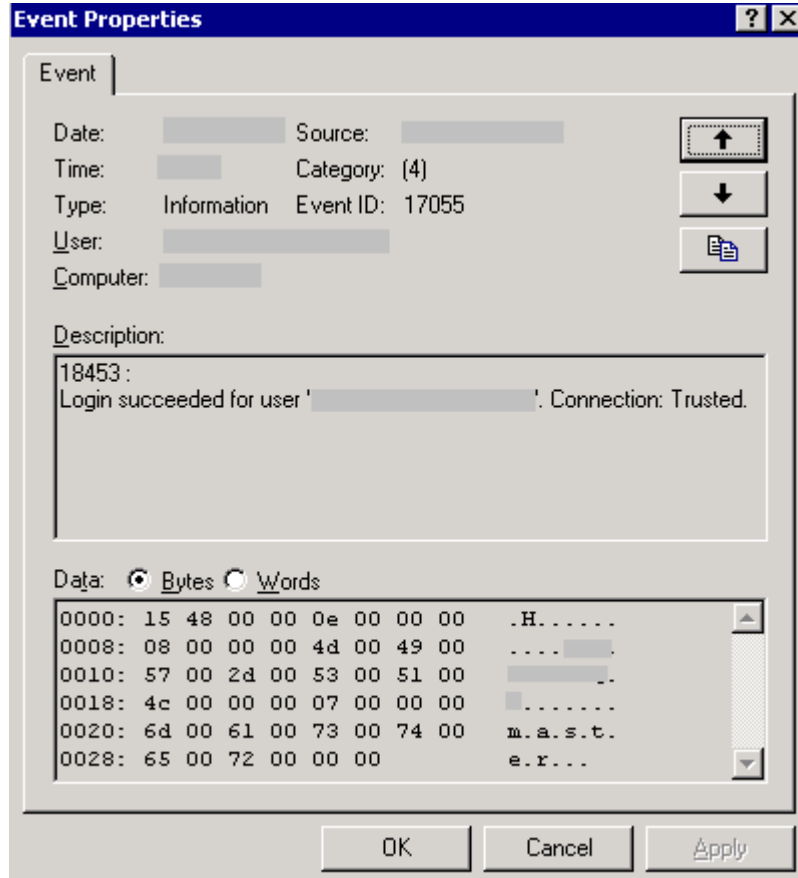 Event Properties
Event
Date: Source:
Time: Category: (4)
Type: Information Event ID: 17055
User:
Computer:
Description:
18453 :
Login succeeded for user ' '. Connection: Trusted.
Data: Bytes Words
0000: 15 48 00 00 0e 00 00 00 .H......
0008: 08 00 00 00 4d 00 49 00 .... .
0010: 57 00 2d 00 53 00 51 00 .
0018: 4c 00 00 00 07 00 00 00 .......
0020: 6d 00 61 00 73 00 74 00 m.a.s.t.
0028: 65 00 72 00 00 00 e.r...
OK Cancel Apply